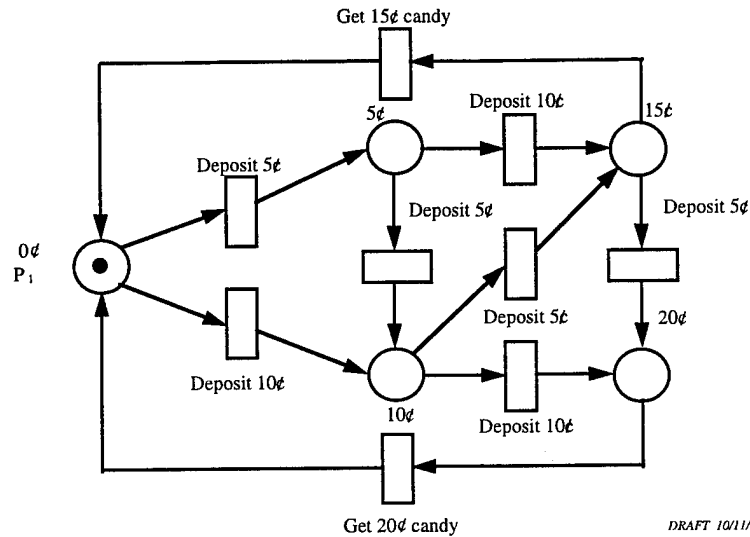 Get 15¢ candy
Deposit 10¢
15¢
5¢
Deposit 5¢
Deposit 5¢
Deposit 5¢
0¢
P1
20¢
Deposit 5¢
Deposit 10¢
10¢
Deposit 10¢
Get 20¢ candy
DRAFT 10/11/